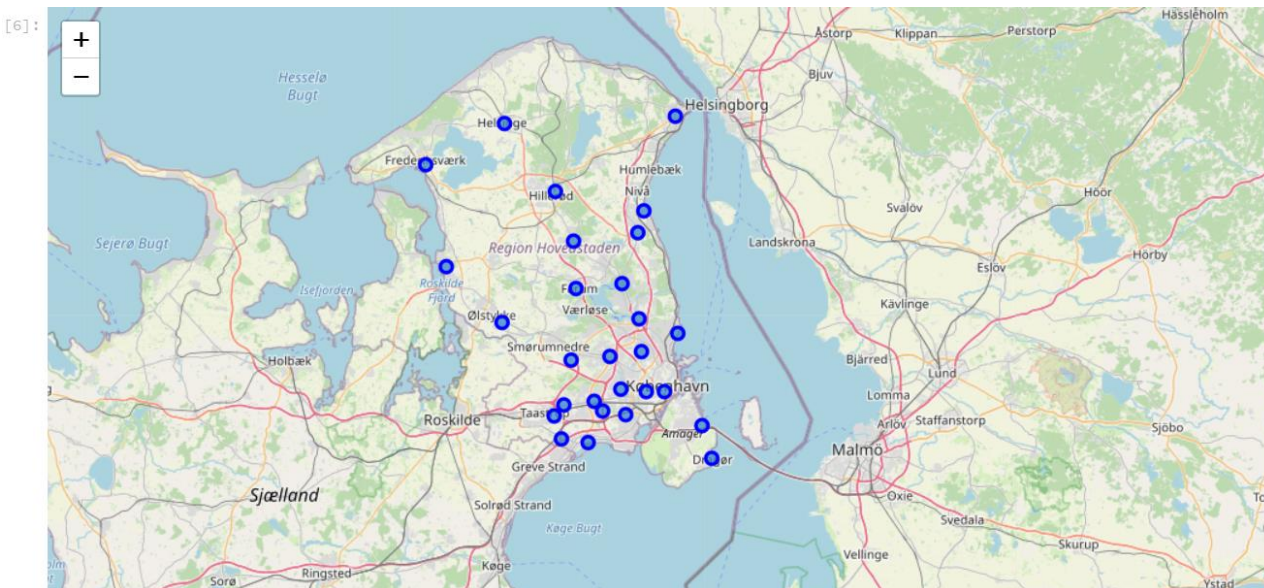 [6]:
+
−
Hässleholm
Åstorp
Klippan
Perstorp
Hesselø
Bugt
Bjuv
Helsingborg
Humlebæk
Nivå
Höör
Svalöv
Sejerø Bugt
Landskrona
Region Hovedstaden
Hörby
Eslöv
Isefjorden
Roskilde
Fjord
Kävlinge
Ølstykke
Værløse
Smørumnedre
Holbæk
Bjärred
Lund
København
Lomma
Roskilde
Arlöv
Staffanstorp
Sjöbo
Amager
Malmö
Greve Strand
Sjælland
Oxie
Solrød Strand
Svedala
Køge Bugt
Skurup
Vellinge
Køge
Sorø
Ringsted
Ystad